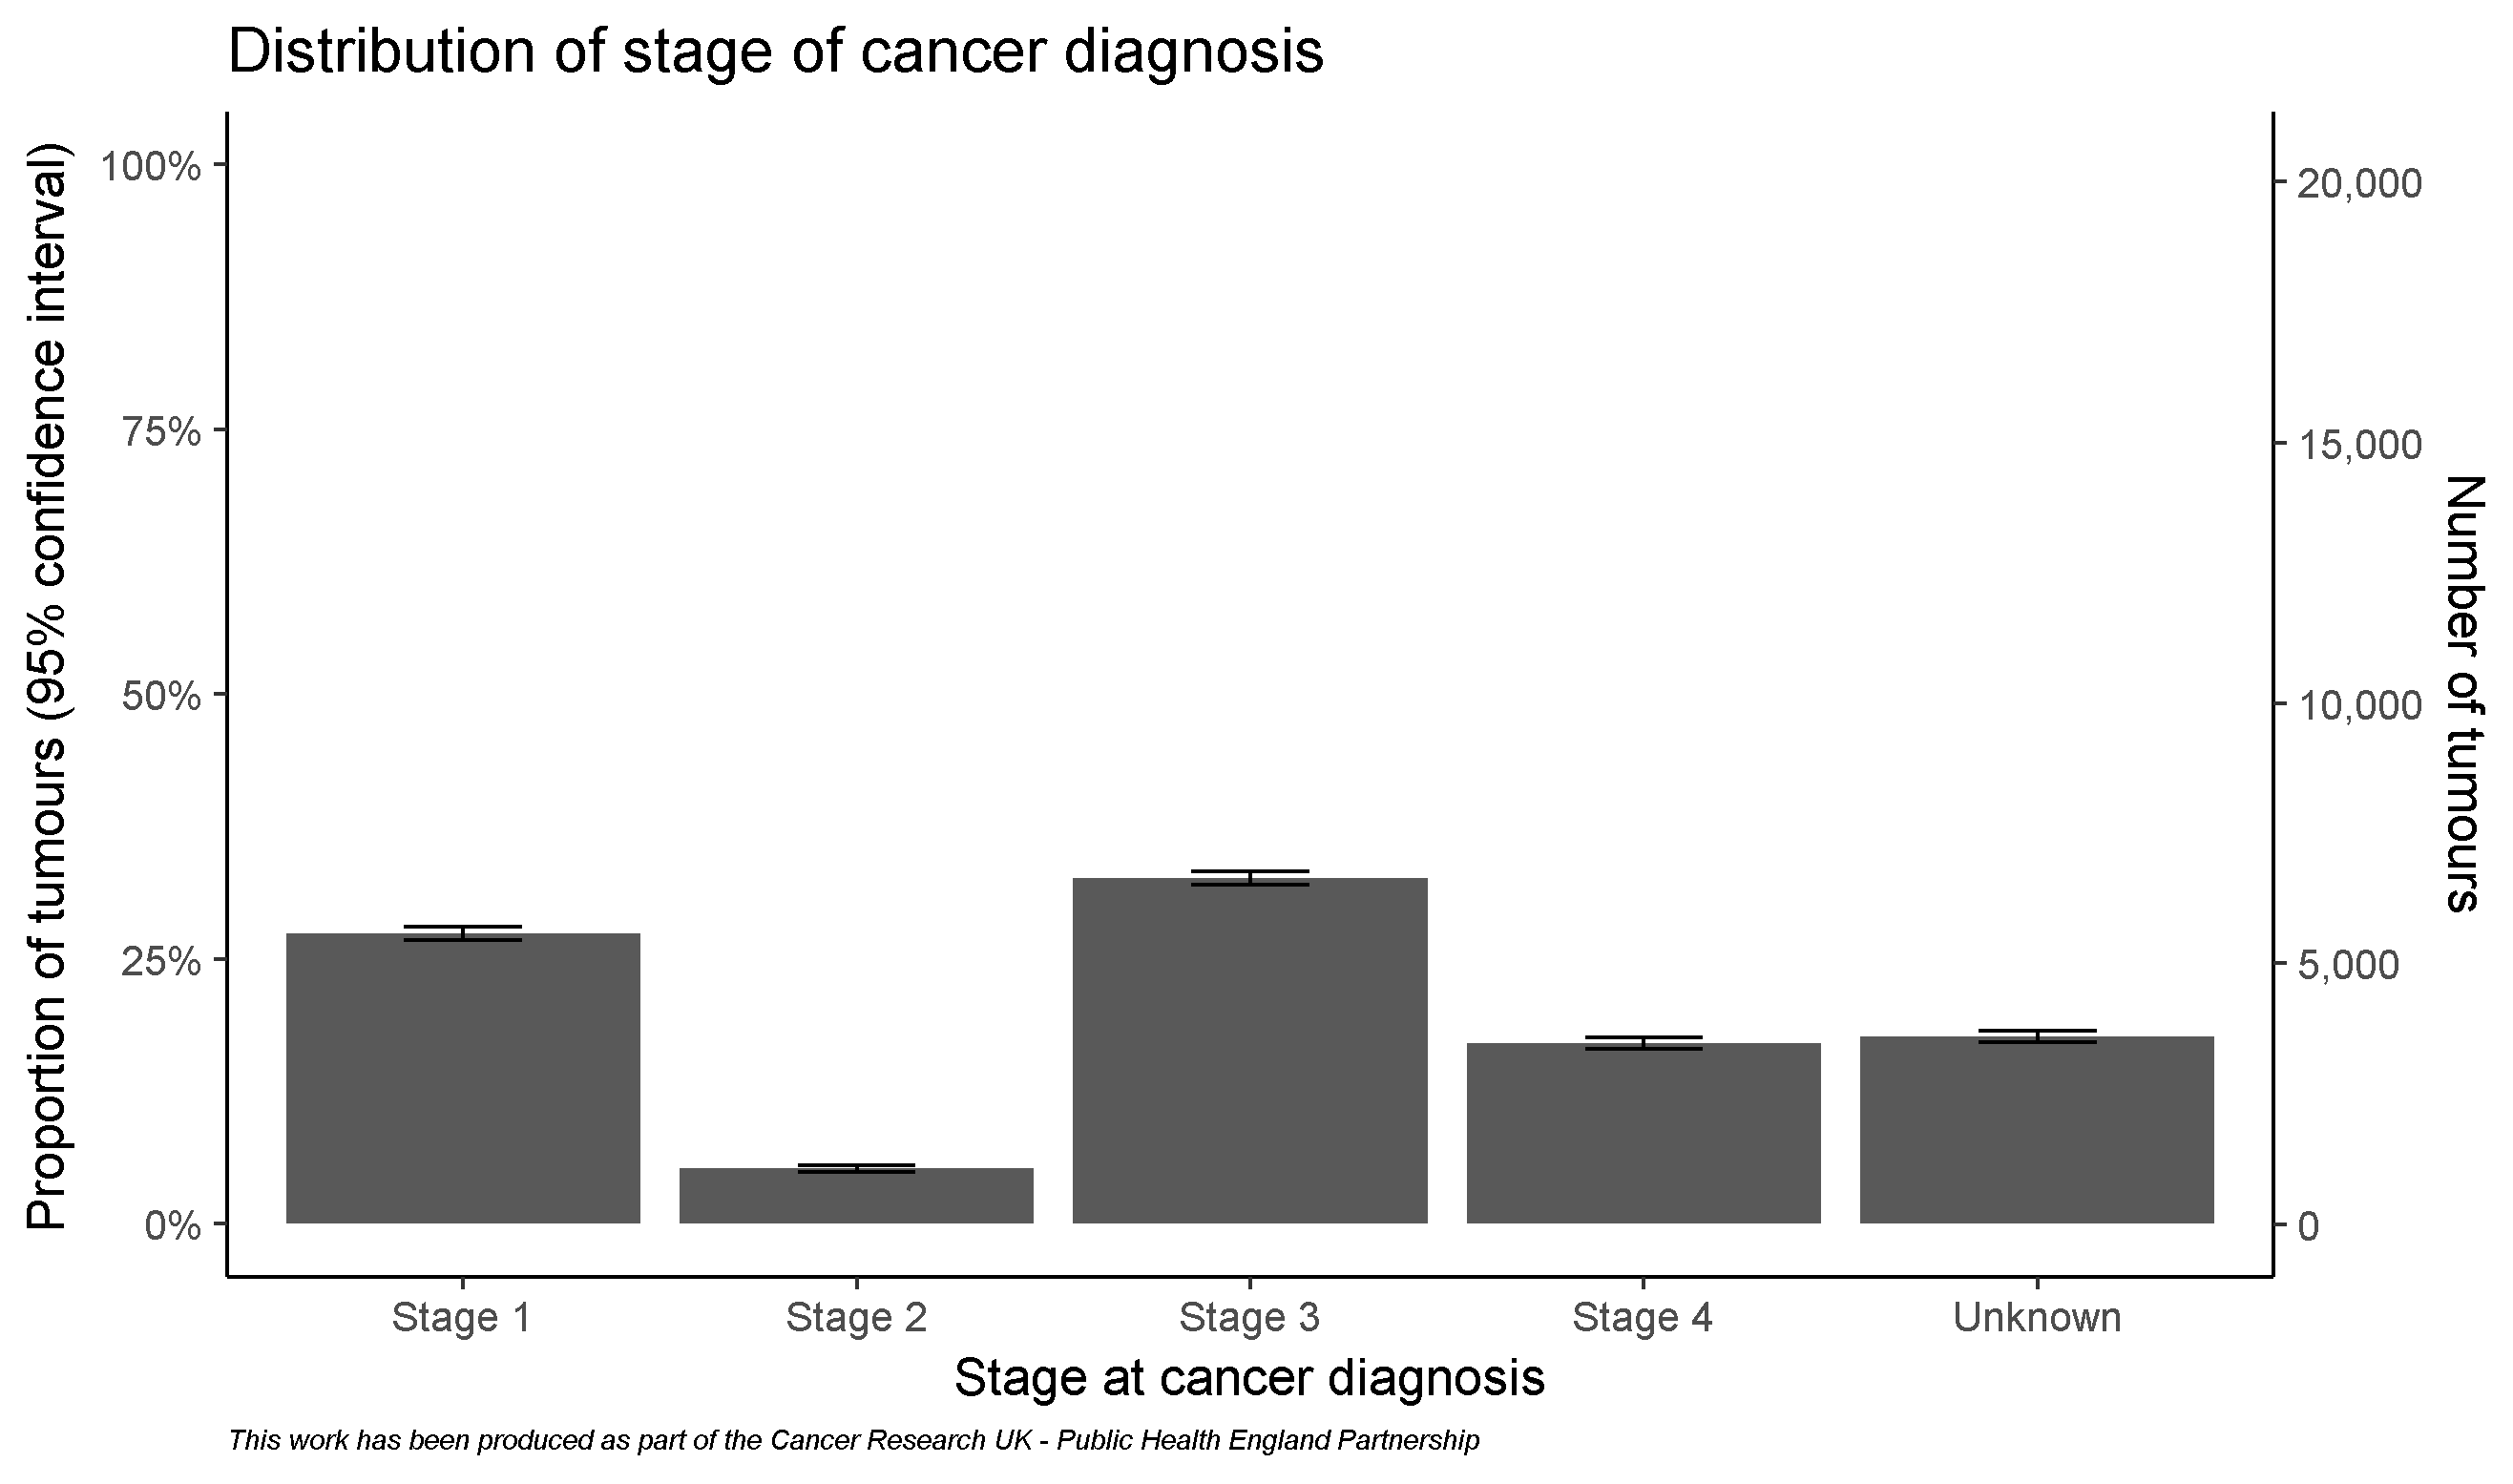 Distribution of stage of cancer diagnosis
Proportion of tumours (95% confidence interval)
100%
75%
50%
25%
0%
20,000
15,000
10,000
5,000
0
Number of tumours
Stage 1
Stage 2
Stage 3
Stage 4
Unknown
Stage at cancer diagnosis
This work has been produced as part of the Cancer Research UK - Public Health England Partnership